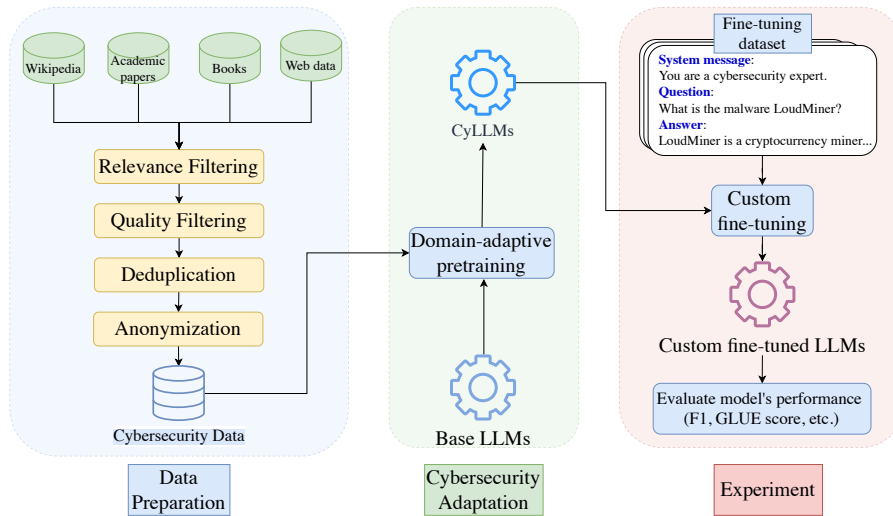 Wikipedia
Academic
papers
Books
Web data
Relevance Filtering
Quality Filtering
Deduplication
Anonymization
Cybersecurity Data
Data
Preparation
CyLLMs
Domain-adaptive
pretraining
Base LLMs
Cybersecurity
Adaptation
Fine-tuning
dataset
System message:
You are a cybersecurity expert.
Question:
What is the malware LoudMiner?
Answer:
LoudMiner is a cryptocurrency miner...
Custom
fine-tuning
Custom fine-tuned LLMs
Evaluate model's performance
(F1, GLUE score, etc.)
Experiment